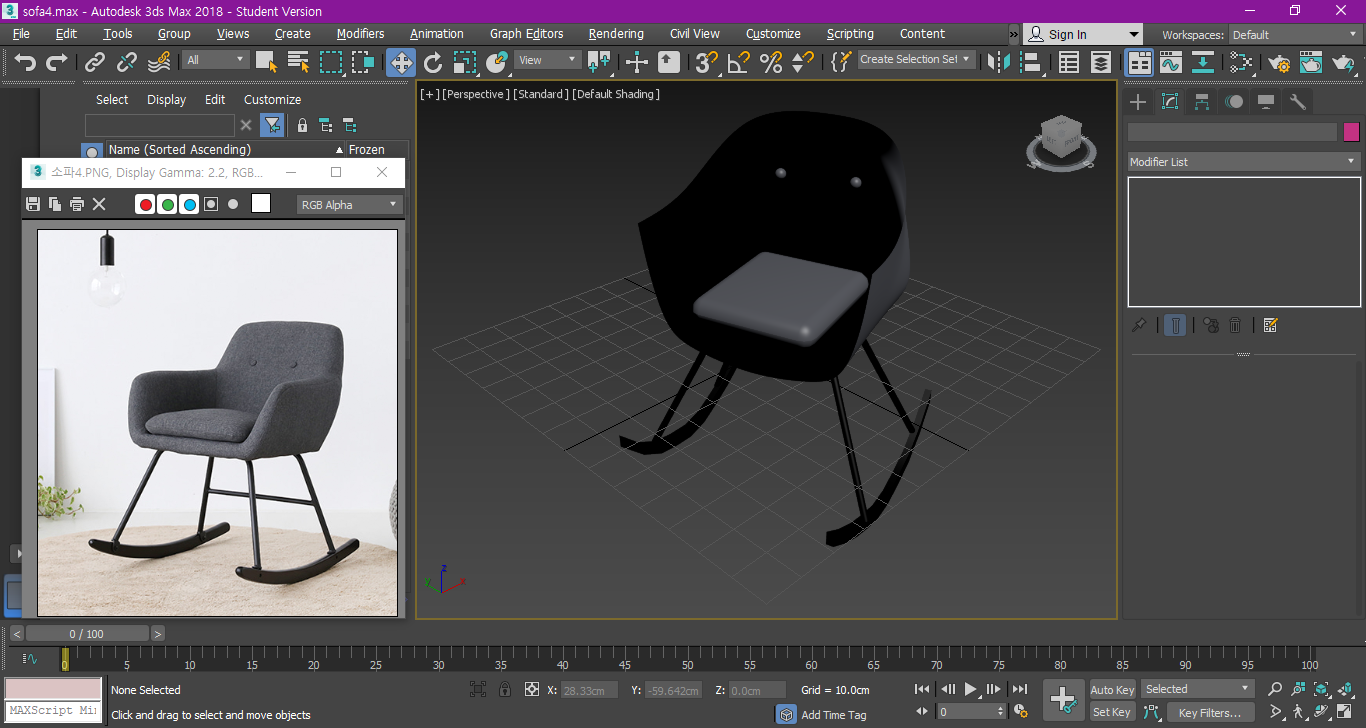 sofa4.max - Autodesk 3ds Max 2018 - Student Version
File Edit Tools Group Views Create Modifiers Animation Graph Editors Rendering Civil View Customize Scripting Content » Sign In Workspaces: Default
All View Create Selection Set
Select Display Edit Customize
[+] [Perspective] [Standard] [Default Shading]
Name (Sorted Ascending) ▲ Frozen
Modifier List
3 소파4.PNG, Display Gamma: 2.2, RGB...
RGB Alpha
W S
z
y x
< 0 / 100 >
0 5 10 15 20 25 30 35 40 45 50 55 60 65 70 75 80 85 90 95 100
None Selected X: 28.33cm Y: -59.642cm Z: 0.0cm Grid = 10.0cm Auto Key Selected
MAXScript Mi Click and drag to select and move objects Add Time Tag 0 Set Key Key Filters...